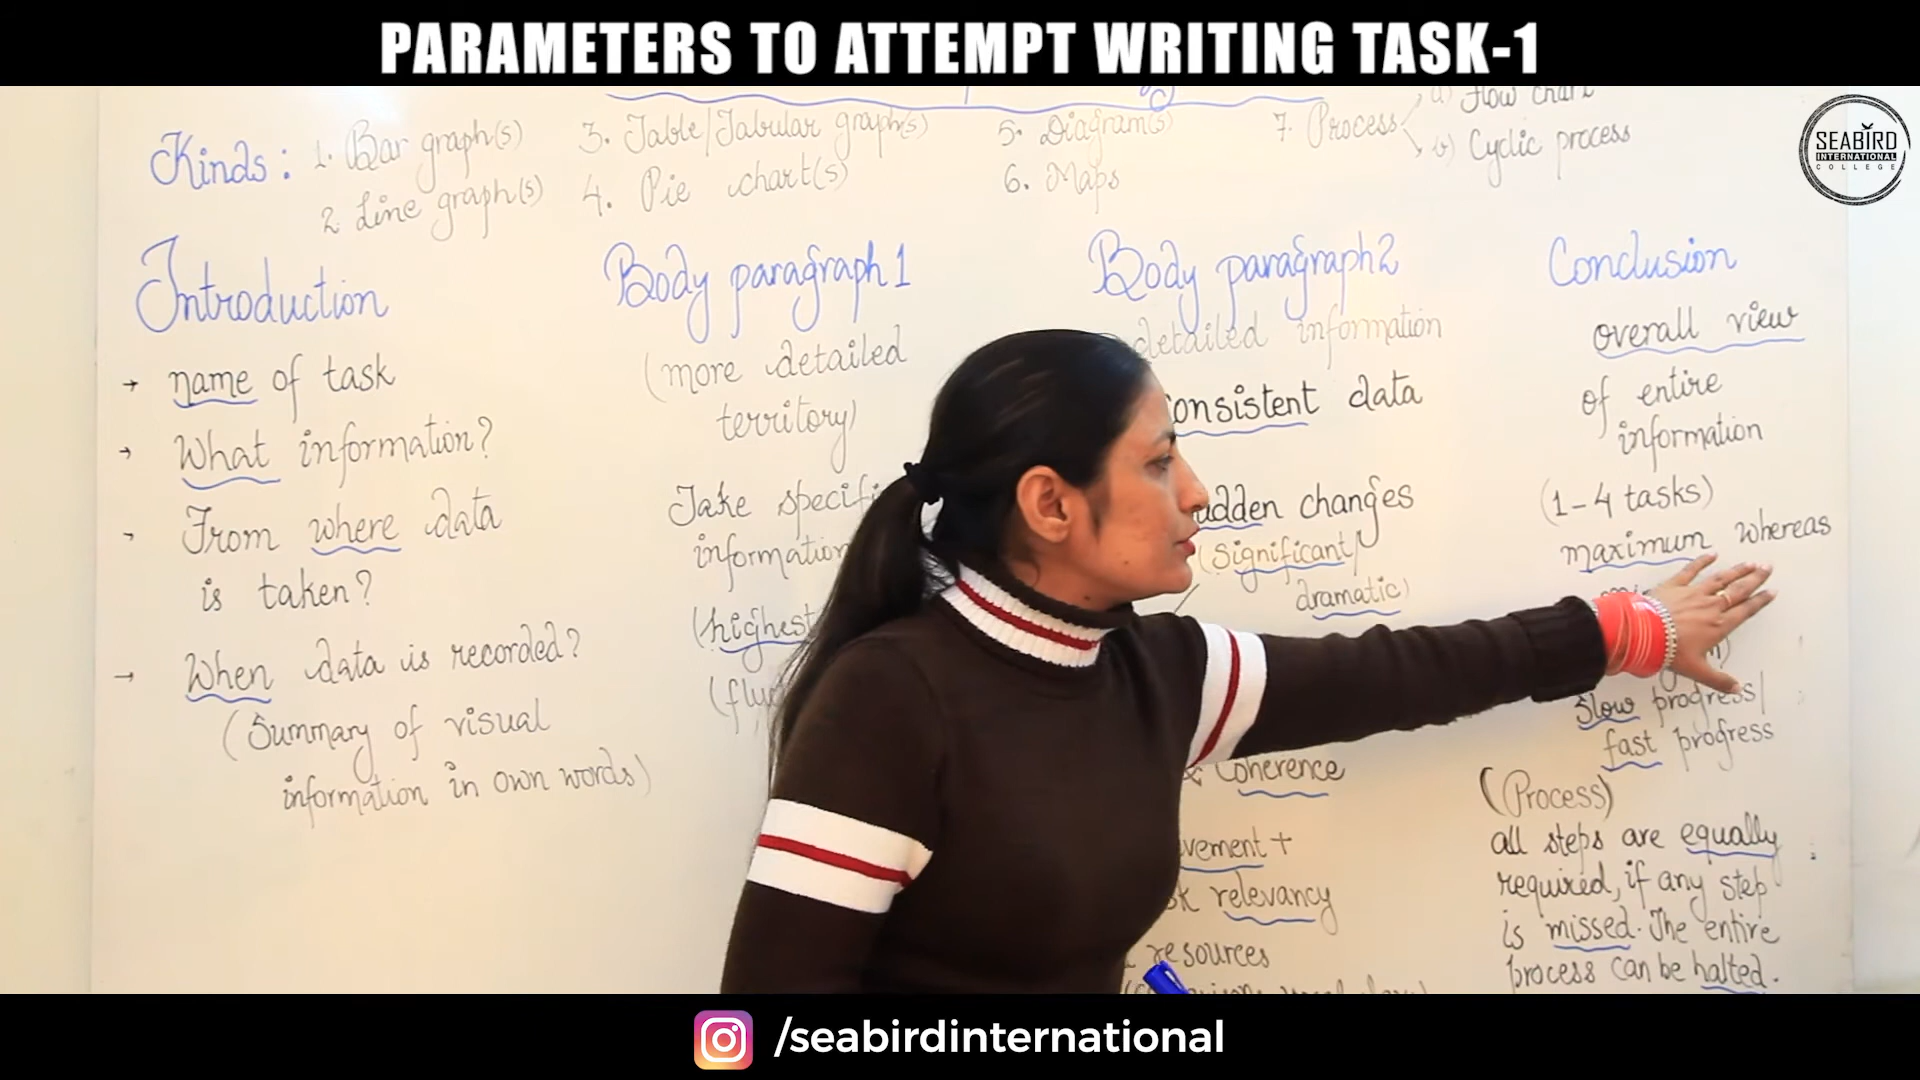 PARAMETERS TO ATTEMPT WRITING TASK-1
SEABIRD
INTERNATIONAL
COLLEGE
Kinds: 1. Bar graph(s)
2. Line graph(s)
3. Table/Tabular graph(s)
4. Pie chart(s)
5. Diagram(s)
6. Maps
7. Process
a) Flow chart
b) Cyclic process
Introduction
→ name of task
→ What information?
→ From where data
is taken?
→ When data is recorded?
(Summary of visual
information in own words)
Body paragraph 1
(more detailed
territory)
Take
information
(highest
Body paragraph 2
detailed information
data
changes
(significant/
dramatic)
& Coherence
relevancy
resources
Conclusion
overall view
of entire
information
(1-4 tasks)
maximum whereas
slow progress/
fast progress
(Process)
all steps are equally
required, if any step
is missed. The entire
process can be halted.
/seabirdinternational